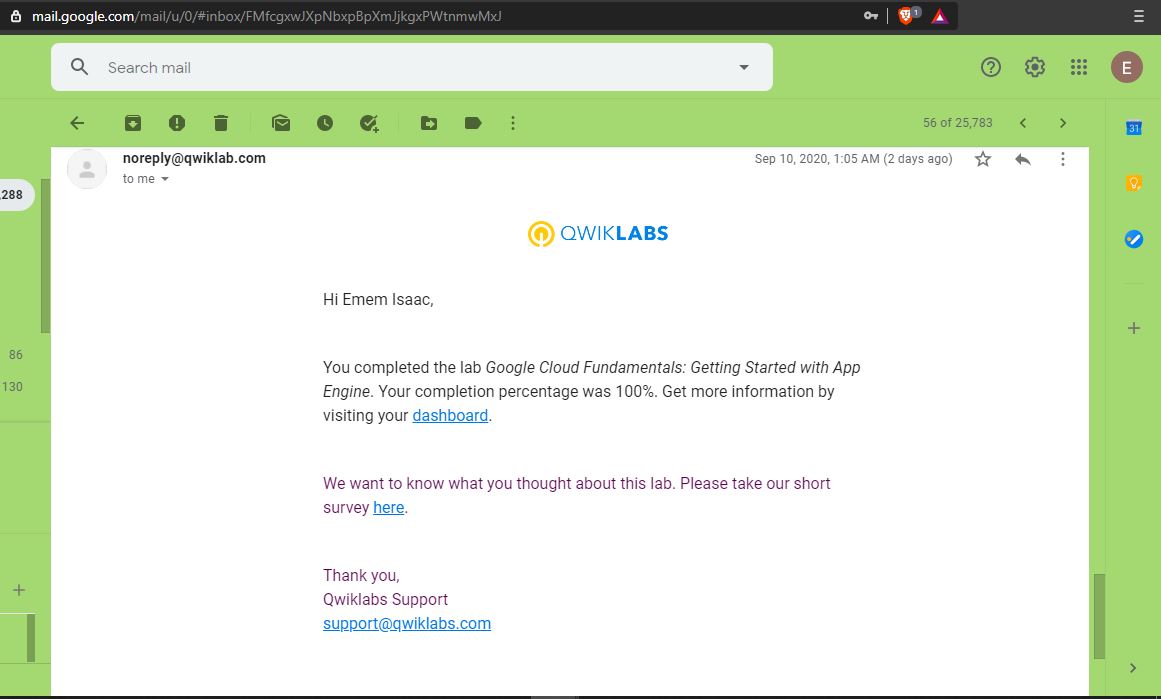 mail.google.com/mail/u/0/#inbox/FMfcgxwJXpNbxpBpXmJjkgxPWtnmwMxJ
1
Search mail
E
56 of 25,783
31
noreply@qwiklab.com
Sep 10, 2020, 1:05 AM (2 days ago)
to me
,288
QWIKLABS
Hi Emem Isaac,
You completed the lab Google Cloud Fundamentals: Getting Started with App
Engine. Your completion percentage was 100%. Get more information by
visiting your dashboard.
86
130
We want to know what you thought about this lab. Please take our short
survey here.
Thank you,
Qwiklabs Support
support@qwiklabs.com